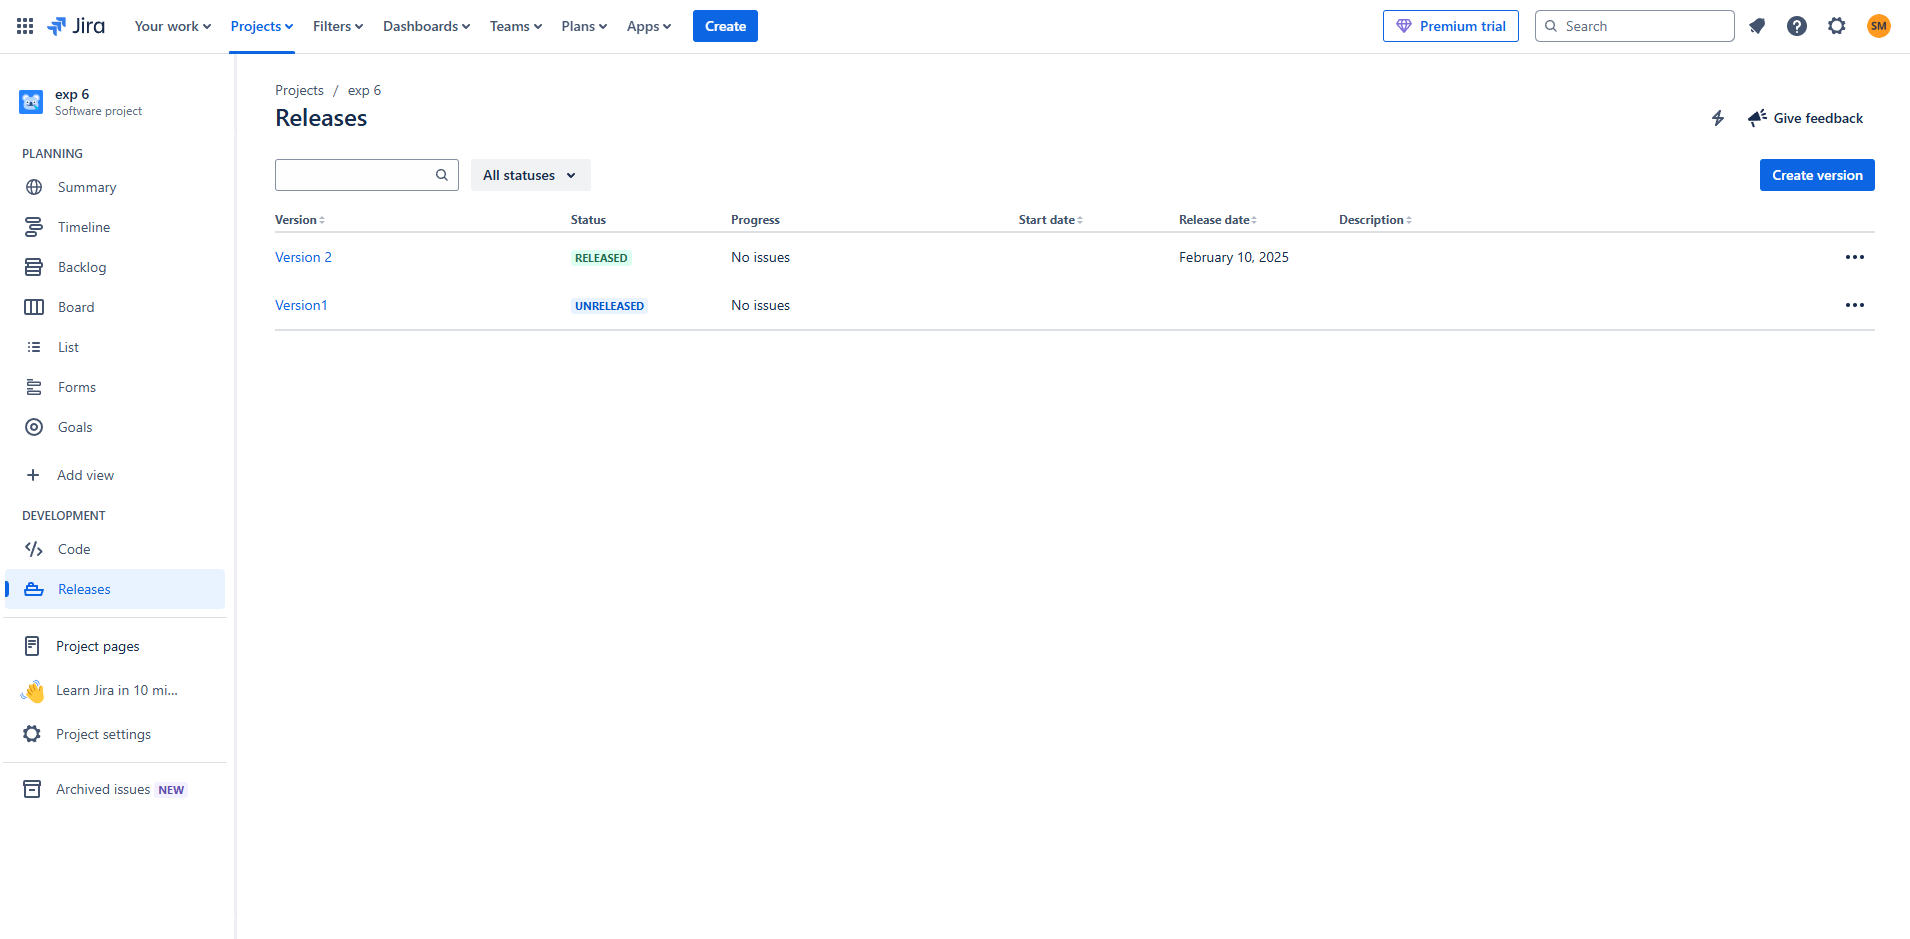 Jira Your work Projects Filters Dashboards Teams Plans Apps Create Premium trial Search SM
exp 6
Software project
PLANNING
Summary
Timeline
Backlog
Board
List
Forms
Goals
Add view
DEVELOPMENT
Code
Releases
Project pages
Learn Jira in 10 mi...
Project settings
Archived issues NEW
Projects / exp 6
Releases
Give feedback
All statuses
Create version
Version Status Progress Start date Release date Description
Version 2 RELEASED No issues February 10, 2025
Version1 UNRELEASED No issues